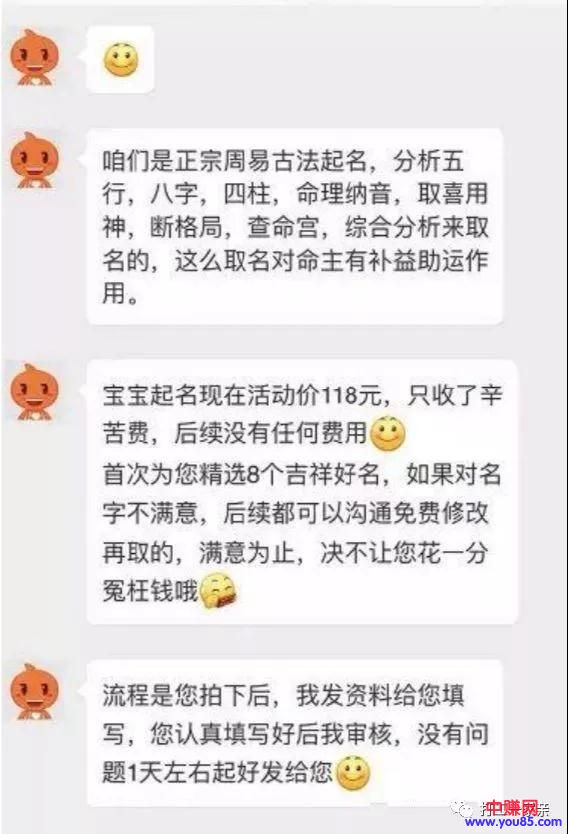 咱们是正宗周易古法起名，分析五
行，八字，四柱，命理纳音，取喜用
神，断格局，查命宫，综合分析来取
名的，这么取名对命主有补益助运作
用。
宝宝起名现在活动价118元，只收了辛
苦费，后续没有任何费用
首次为您精选8个吉祥好名，如果对名
字不满意，后续都可以沟通免费修改
再取的，满意为止，决不让您花一分
冤枉钱哦
流程是您拍下后，我发资料给您填
写，您认真填写好后我审核，没有问
题1天左右起好发给您
中赚网
www.you85.com